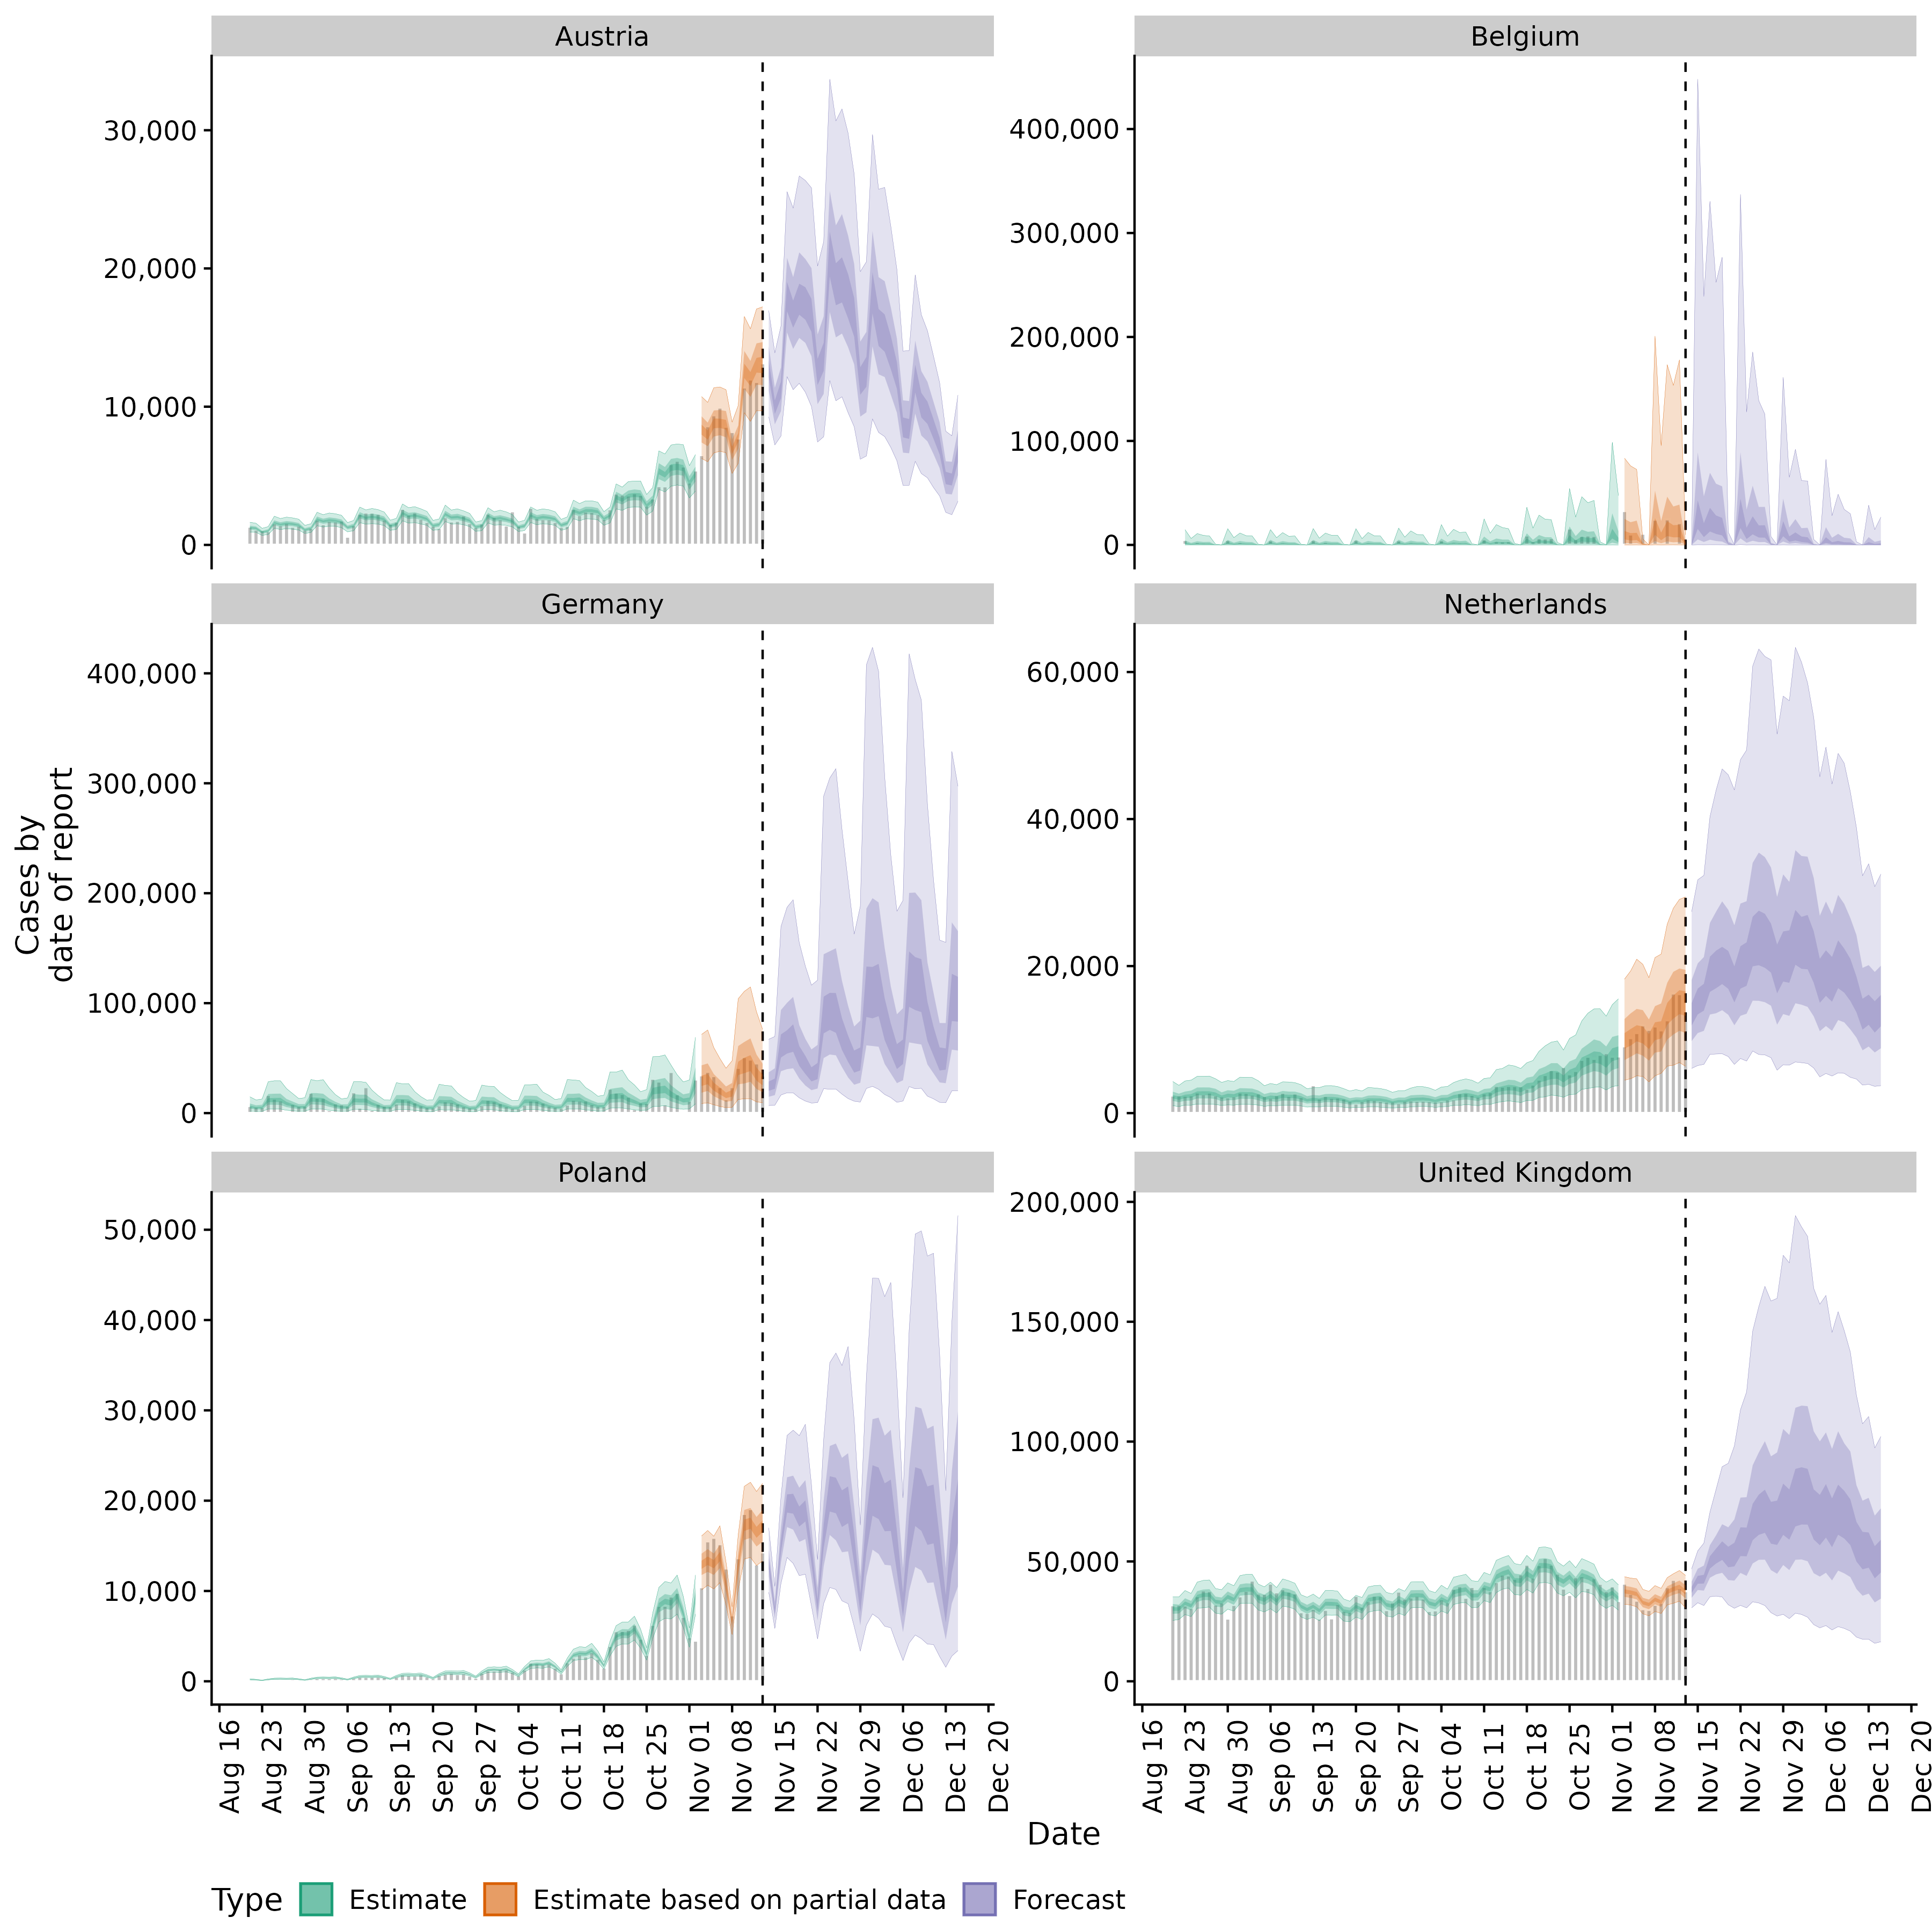 Austria
Belgium
30,000
20,000
10,000
0
400,000
300,000
200,000
100,000
0
Germany
Netherlands
400,000
300,000
200,000
100,000
0
60,000
40,000
20,000
0
Cases by
date of report
Poland
United Kingdom
50,000
40,000
30,000
20,000
10,000
0
200,000
150,000
100,000
50,000
0
Aug 16
Aug 23
Aug 30
Sep 06
Sep 13
Sep 20
Sep 27
Oct 04
Oct 11
Oct 18
Oct 25
Nov 01
Nov 08
Nov 15
Nov 22
Nov 29
Dec 06
Dec 13
Dec 20
Aug 16
Aug 23
Aug 30
Sep 06
Sep 13
Sep 20
Sep 27
Oct 04
Oct 11
Oct 18
Oct 25
Nov 01
Nov 08
Nov 15
Nov 22
Nov 29
Dec 06
Dec 13
Dec 20
Date
Type Estimate Estimate based on partial data Forecast